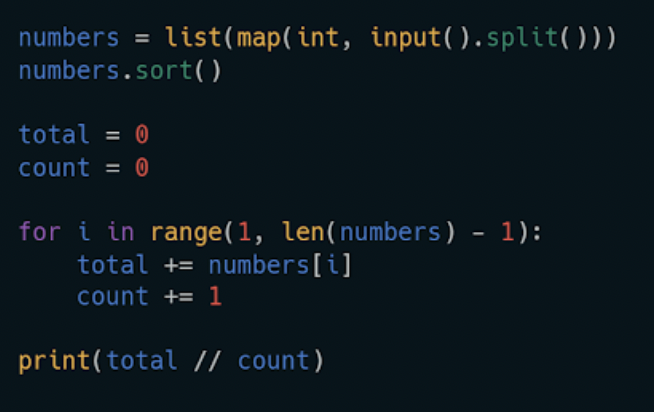 numbers = list(map(int, input().split()))
numbers.sort()

total = 0
count = 0

for i in range(1, len(numbers) - 1):
    total += numbers[i]
    count += 1

print(total // count)